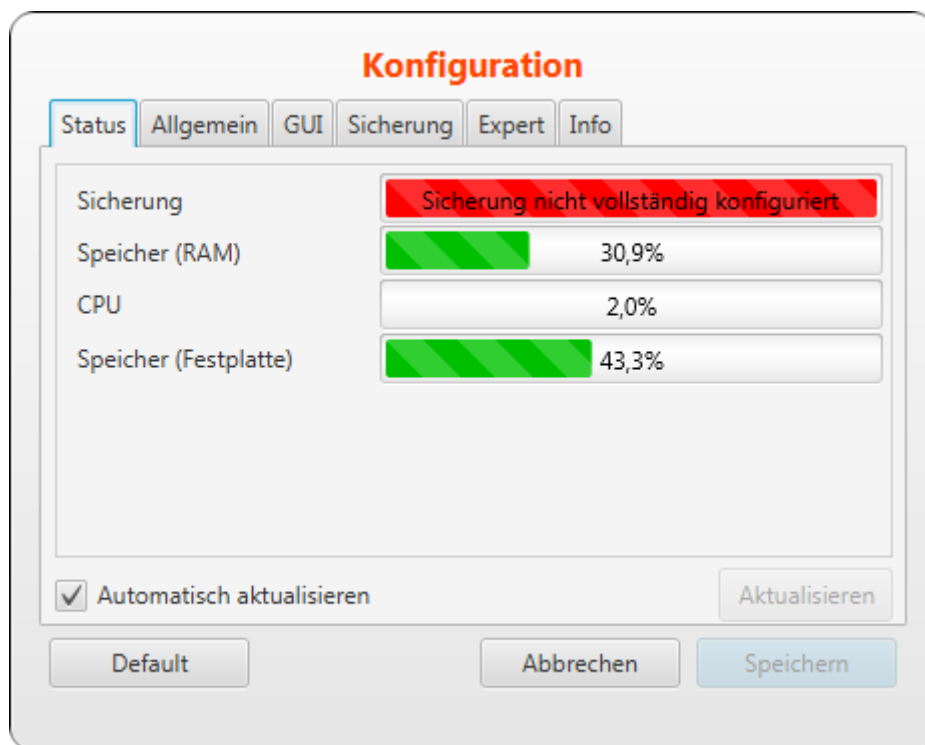 Konfiguration
Status Allgemein GUI Sicherung Expert Info
Sicherung Sicherung nicht vollständig konfiguriert
Speicher (RAM) 30,9%
CPU 2,0%
Speicher (Festplatte) 43,3%
Automatisch aktualisieren Aktualisieren
Default Abbrechen Speichern